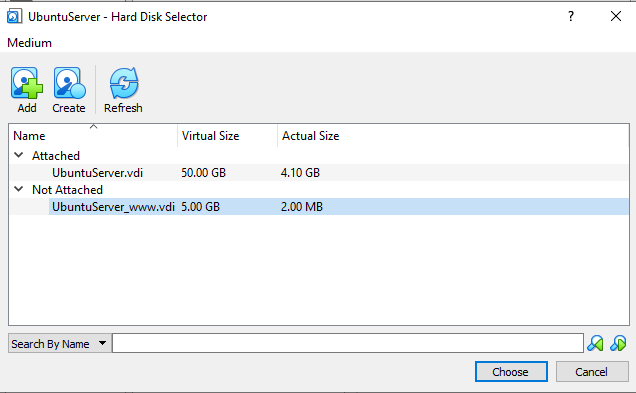 UbuntuServer - Hard Disk Selector
?
Medium
Add Create Refresh
Name Virtual Size Actual Size
Attached
UbuntuServer.vdi 50.00 GB 4.10 GB
Not Attached
UbuntuServer_www.vdi 5.00 GB 2.00 MB
Search By Name
Choose Cancel